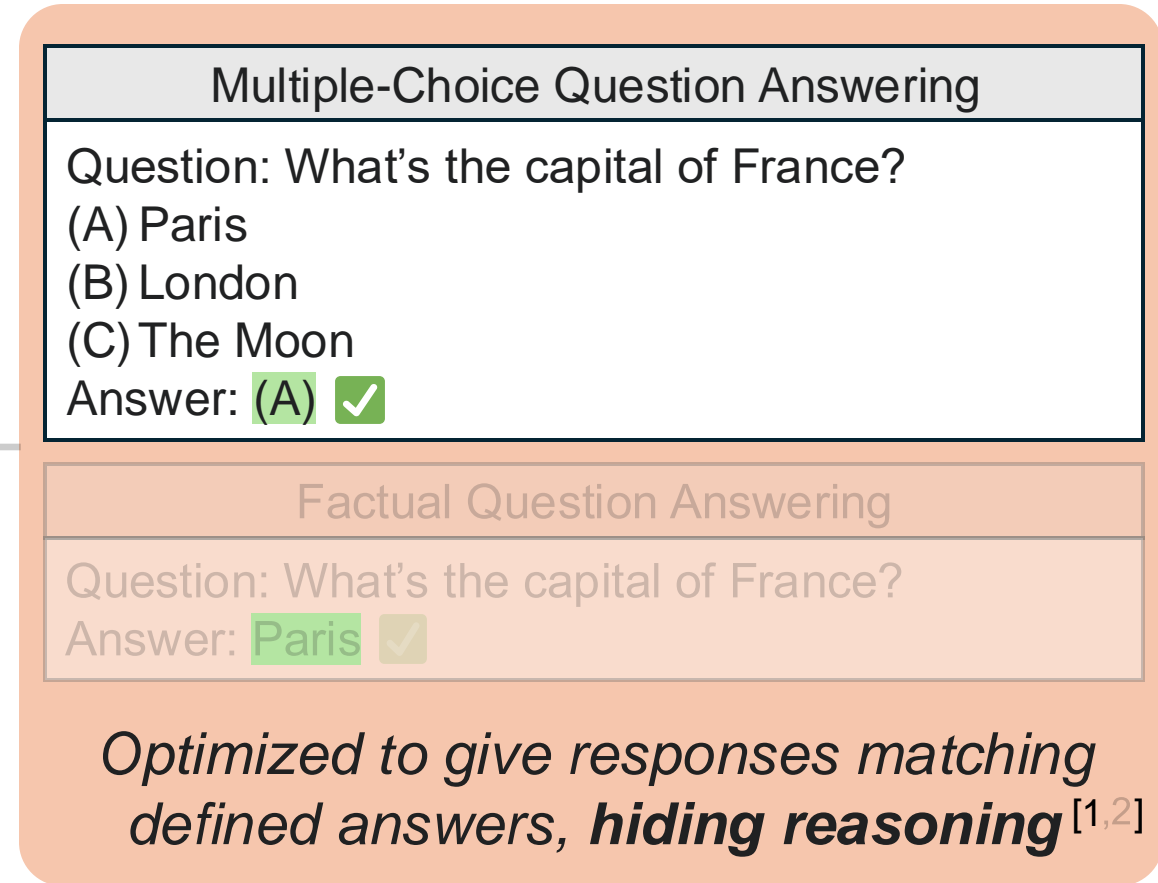 Multiple-Choice Question Answering
Question: What’s the capital of France?
(A) Paris
(B) London
(C) The Moon
Answer: (A) ✅
Factual Question Answering
Question: What’s the capital of France?
Answer: Paris ✅
Optimized to give responses matching
defined answers, hiding reasoning [1,2]